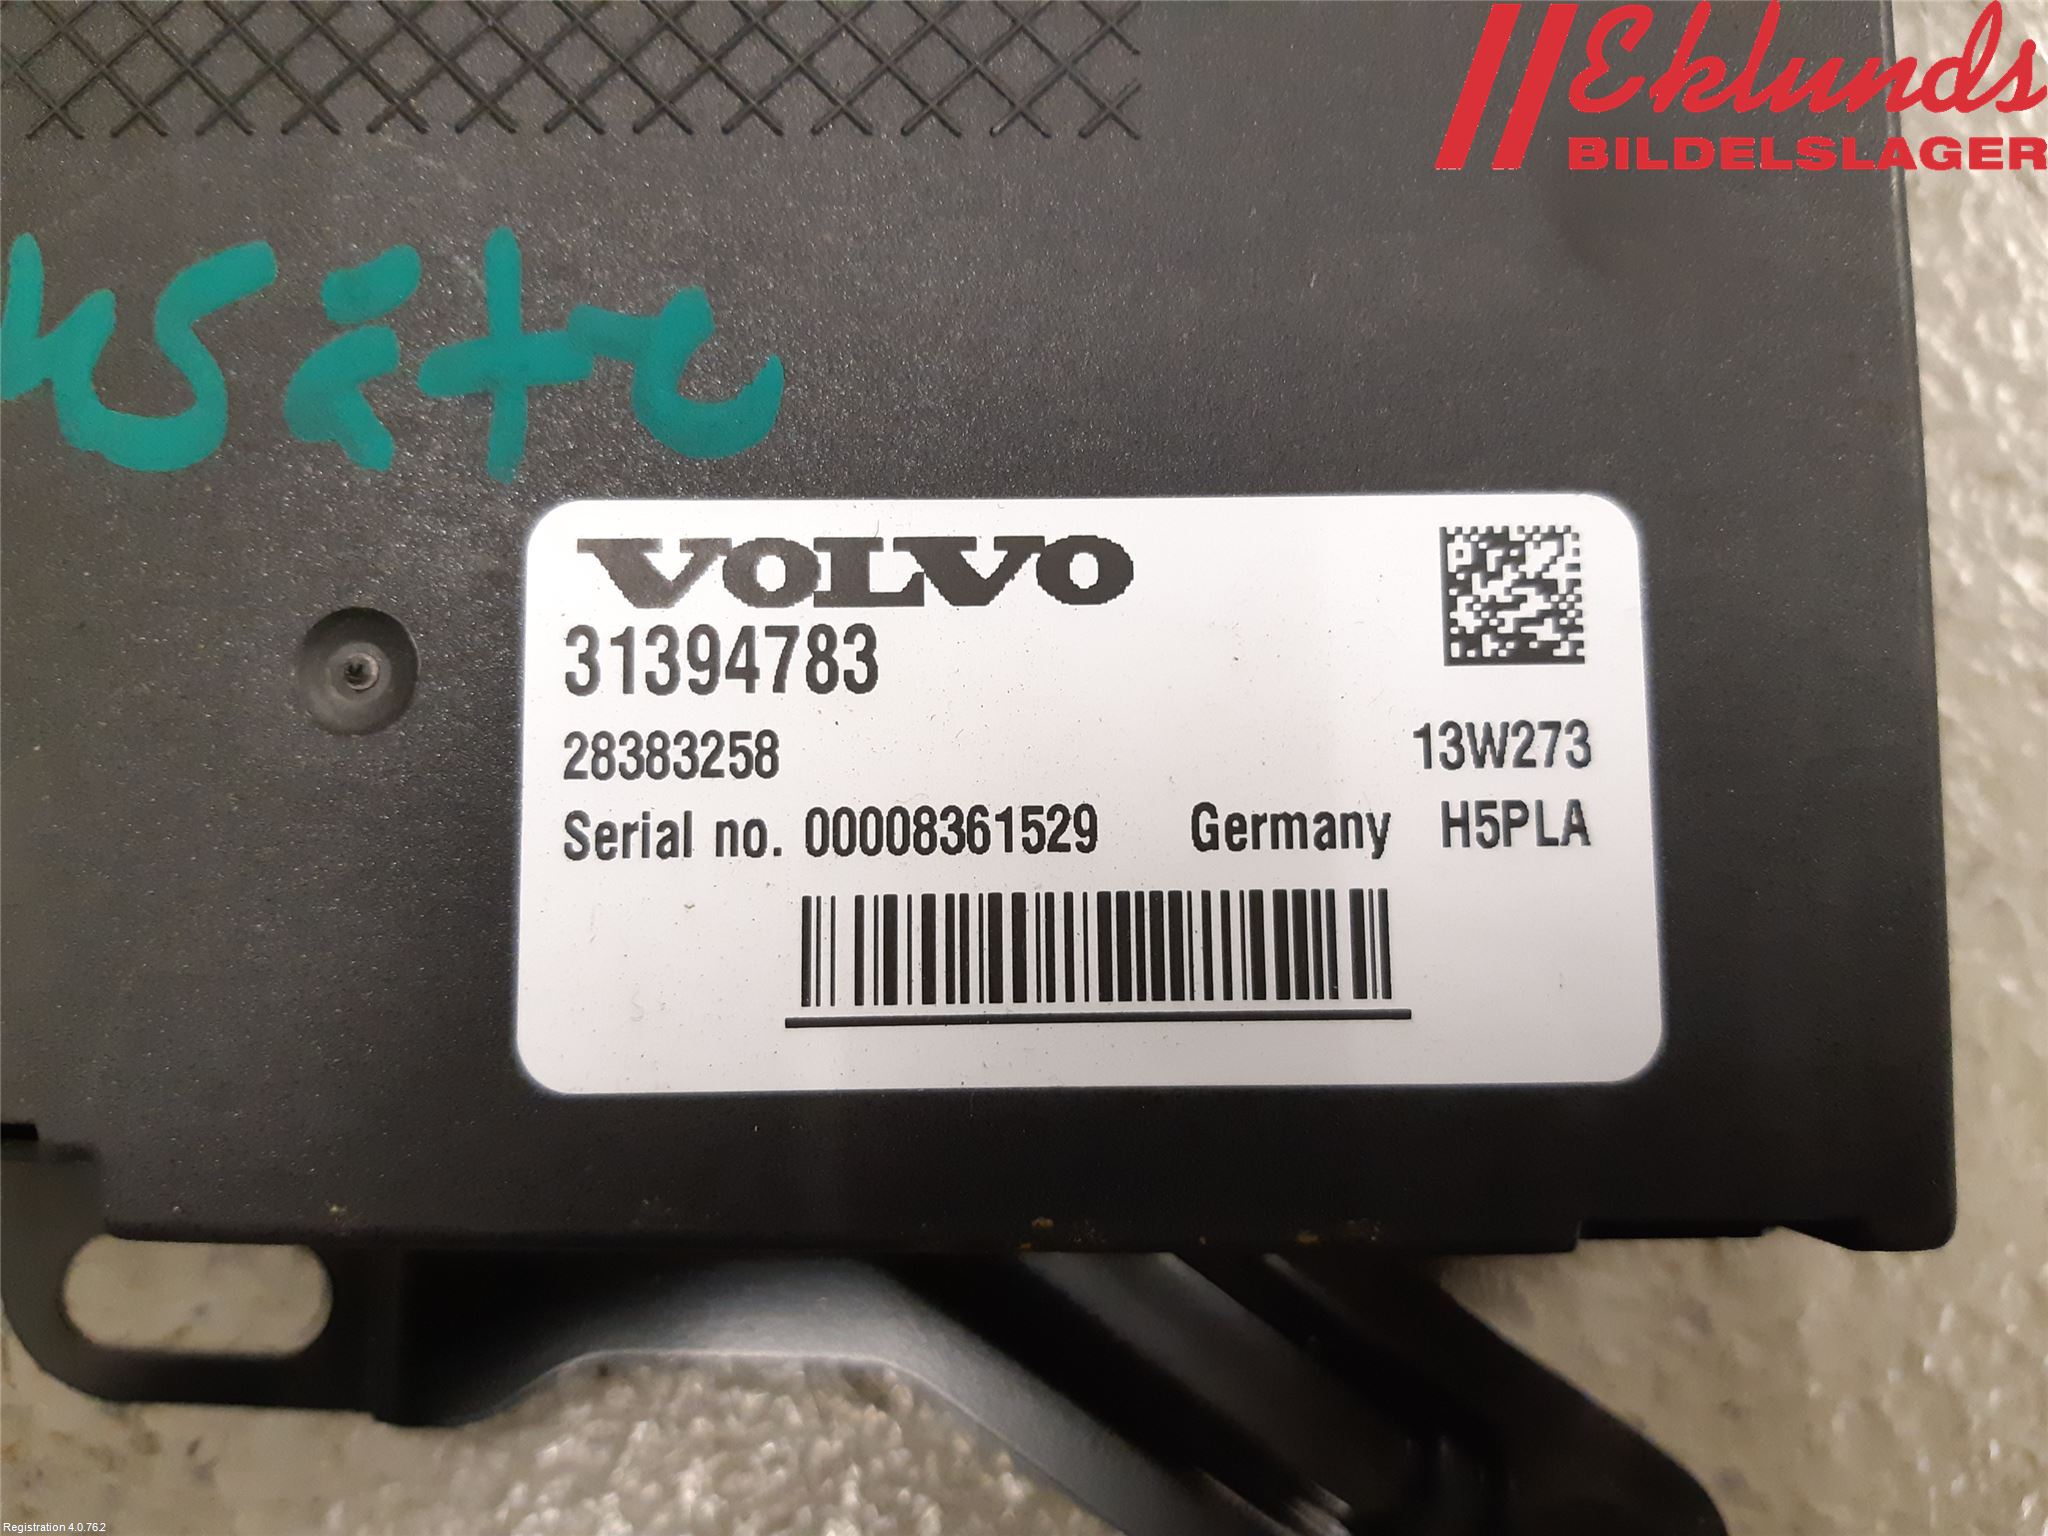 Eklunds
BILDELSLAGER
VOLVO
31394783
28383258
13W273
Serial no. 00008361529
Germany
H5PLA
Registration 4.0.762